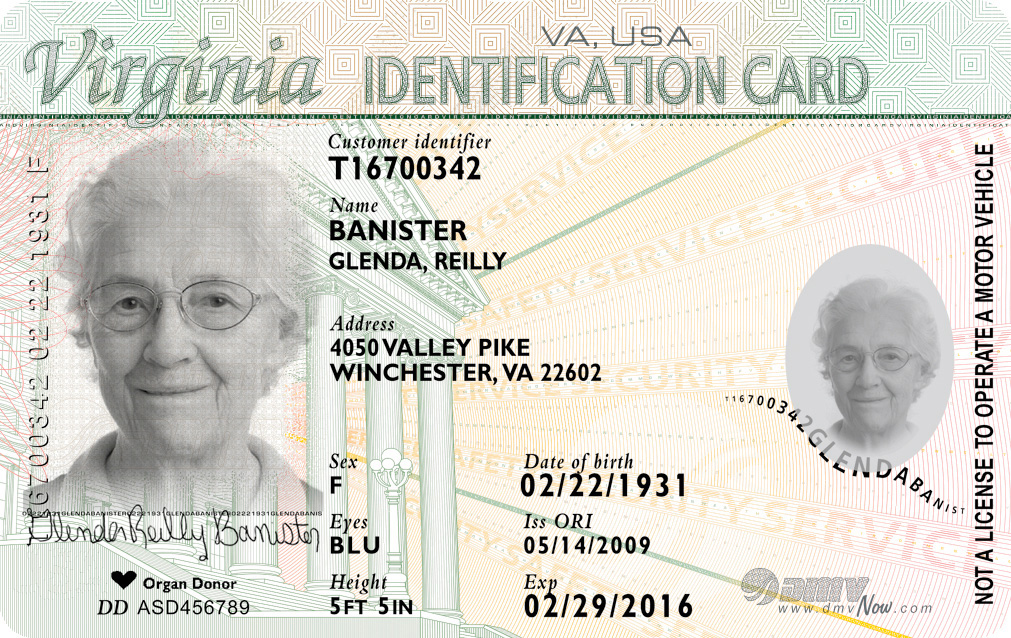 VA, USA
Virginia IDENTIFICATION CARD
Customer identifier
T16700342
Name
BANISTER
GLENDA, REILLY
Address
4050 VALLEY PIKE
WINCHESTER, VA 22602
Sex
F
Date of birth
02/22/1931
Eyes
BLU
Iss ORI
05/14/2009
Height
5FT 5IN
Exp
02/29/2016
Glenda Reilly Banister
Organ Donor
DD ASD456789
T16700342 02 22 1931 F
T16700342GLENDABANIST
NOT A LICENSE TO OPERATE A MOTOR VEHICLE
SAFETY SERVICE SECURITY
DMV
www.dmvNow.com